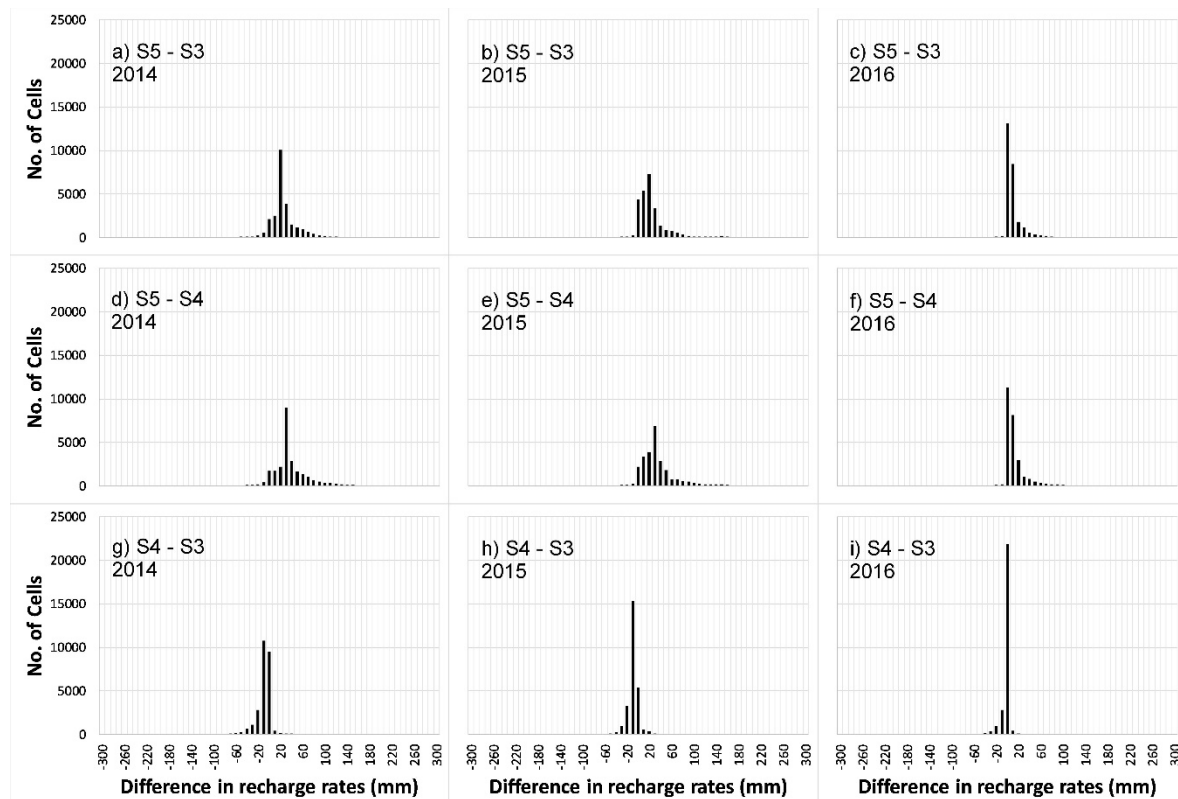 25000
20000
15000
10000
5000
0
No. of Cells
a) S5 - S3
2014
b) S5 - S3
2015
c) S5 - S3
2016
25000
20000
15000
10000
5000
0
No. of Cells
d) S5 - S4
2014
e) S5 - S4
2015
f) S5 - S4
2016
25000
20000
15000
10000
5000
0
No. of Cells
g) S4 - S3
2014
h) S4 - S3
2015
i) S4 - S3
2016
-300 -260 -220 -180 -140 -100 -60 -20 20 60 100 140 180 220 260 300
-300 -260 -220 -180 -140 -100 -60 -20 20 60 100 140 180 220 260 300
-300 -260 -220 -180 -140 -100 -60 -20 20 60 100 140 180 220 260 300
Difference in recharge rates (mm)
Difference in recharge rates (mm)
Difference in recharge rates (mm)